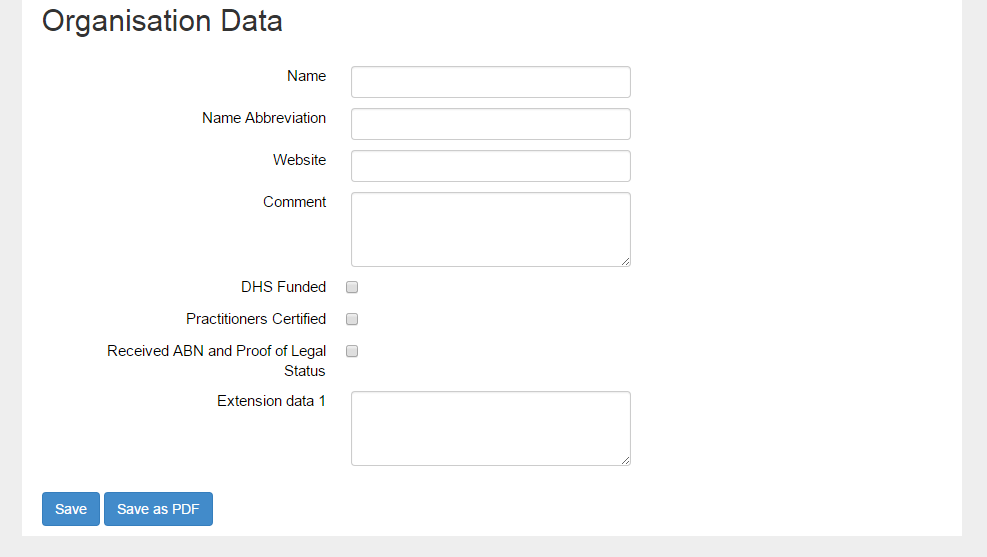 Organisation Data
Name
Name Abbreviation
Website
Comment
DHS Funded
Practitioners Certified
Received ABN and Proof of Legal
Status
Extension data 1
Save Save as PDF